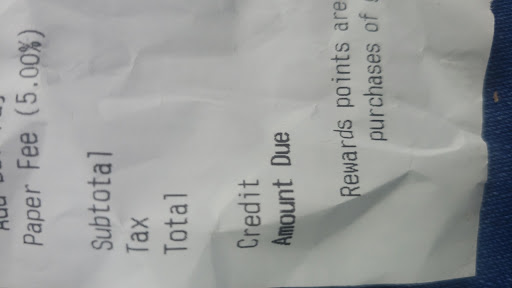 Paper Fee (5.00%)
Subtotal
Tax
Total
Credit
Amount Due
Rewards points are
purchases of